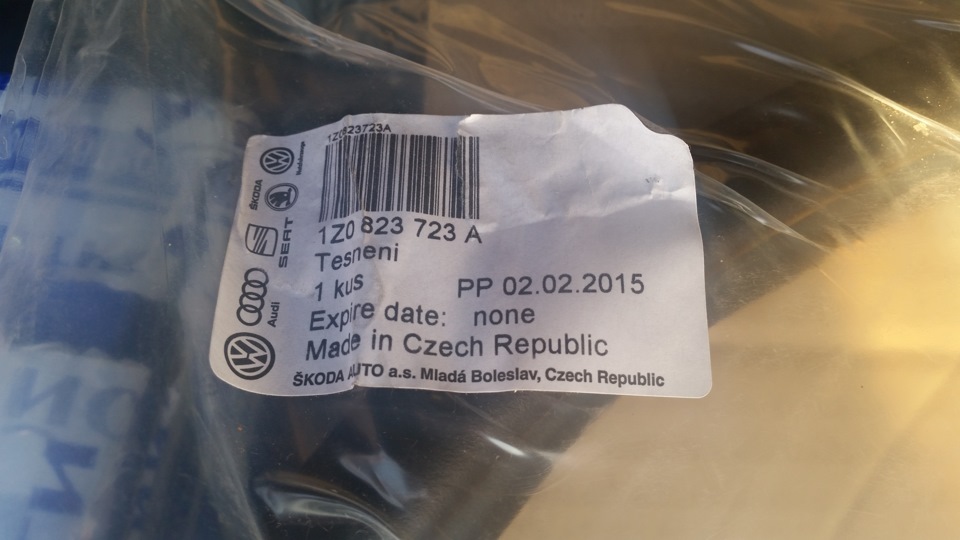 1Z0823723A
1Z0 823 723 A
Tesneni
1 kus PP 02.02.2015
Expire date: none
Made in Czech Republic
ŠKODA AUTO a.s. Mladá Boleslav, Czech Republic
Nutzfahrzeuge
ŠKODA
SEAT
Audi